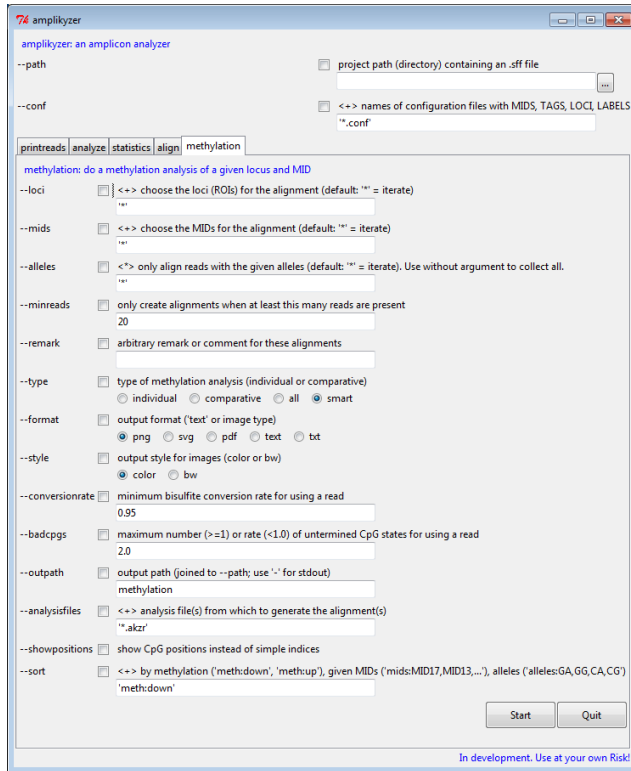 amplikyzer
amplikyzer: an amplicon analyzer
--path project path (directory) containing an .sff file
...
--conf <+> names of configuration files with MIDS, TAGS, LOCI, LABELS
'*.conf'
printreads analyze statistics align methylation
methylation: do a methylation analysis of a given locus and MID
--loci <+> choose the loci (ROIs) for the alignment (default: '*' = iterate)
'*'
--mids <+> choose the MIDs for the alignment (default: '*' = iterate)
'*'
--alleles <*> only align reads with the given alleles (default: '*' = iterate). Use without argument to collect all.
'*'
--minreads only create alignments when at least this many reads are present
20
--remark arbitrary remark or comment for these alignments
--type type of methylation analysis (individual or comparative)
individual comparative all smart
--format output format ('text' or image type)
png svg pdf text txt
--style output style for images (color or bw)
color bw
--conversionrate minimum bisulfite conversion rate for using a read
0.95
--badcpgs maximum number (>=1) or rate (<1.0) of untermined CpG states for using a read
2.0
--outpath output path (joined to --path; use '-' for stdout)
methylation
--analysisfiles <+> analysis file(s) from which to generate the alignment(s)
'*.akzr'
--showpositions show CpG positions instead of simple indices
--sort <+> by methylation ('meth:down', 'meth:up'), given MIDs ('mids:MID17,MID13,...'), alleles ('alleles:GA,GG,CA,CG')
'meth:down'
Start Quit
In development. Use at your own Risk!